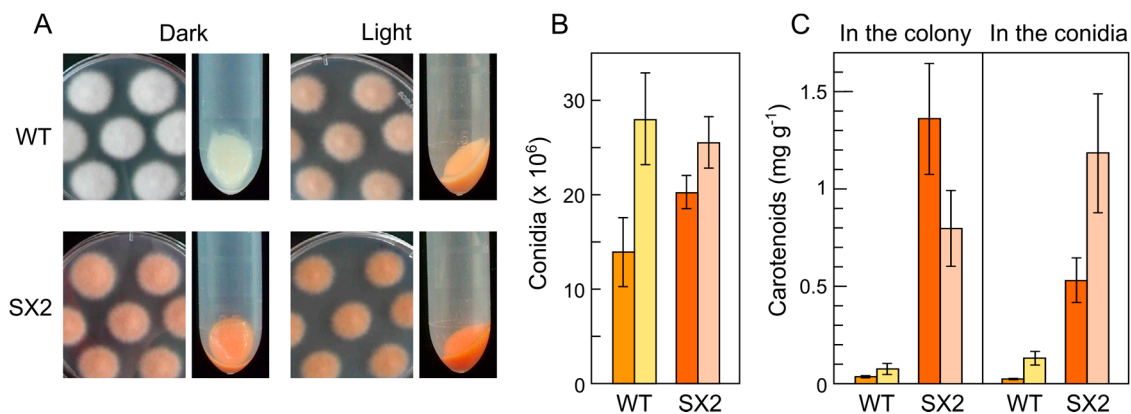 A
Dark
Light
WT
SX2
B
Conidia (x 10⁶)
30
20
10
0
WT
SX2
C
In the colony
In the conidia
Carotenoids (mg g⁻¹)
1.5
1
0.5
0
WT
SX2
WT
SX2